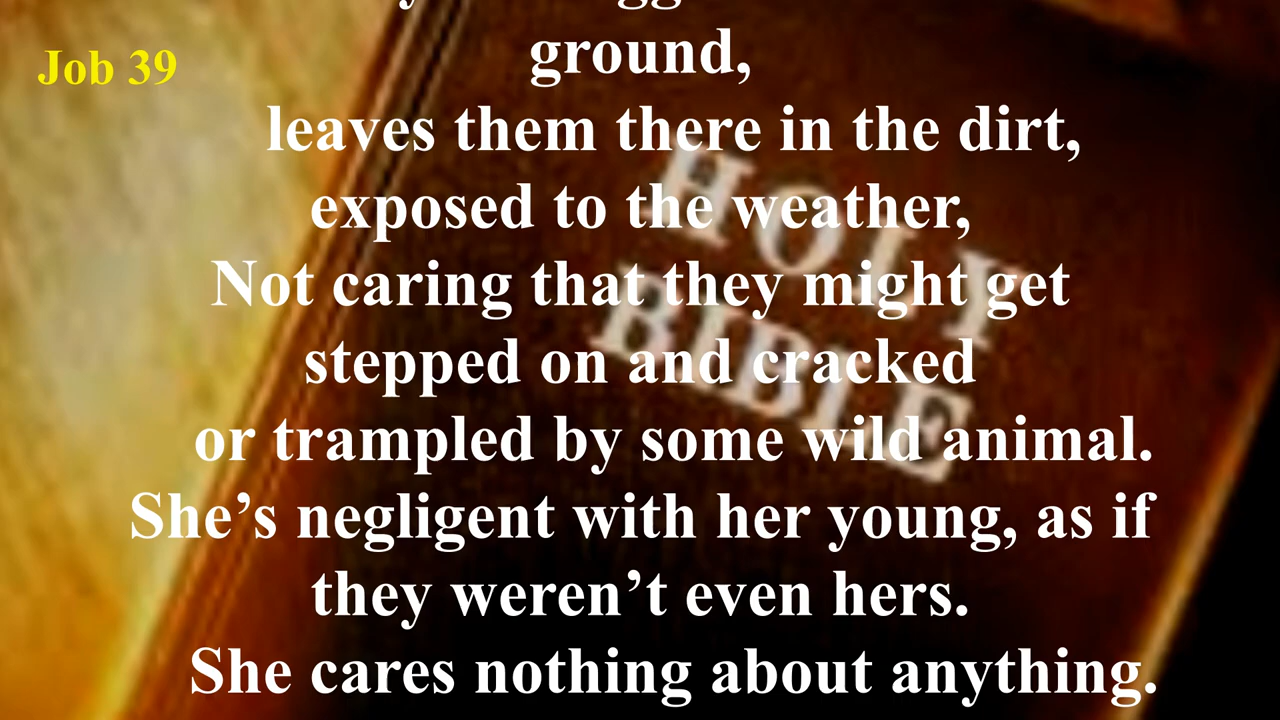 Job 39
ground,
leaves them there in the dirt,
exposed to the weather,
Not caring that they might get
stepped on and cracked
or trampled by some wild animal.
She’s negligent with her young, as if
they weren’t even hers.
She cares nothing about anything.
HOLY
BIBLE